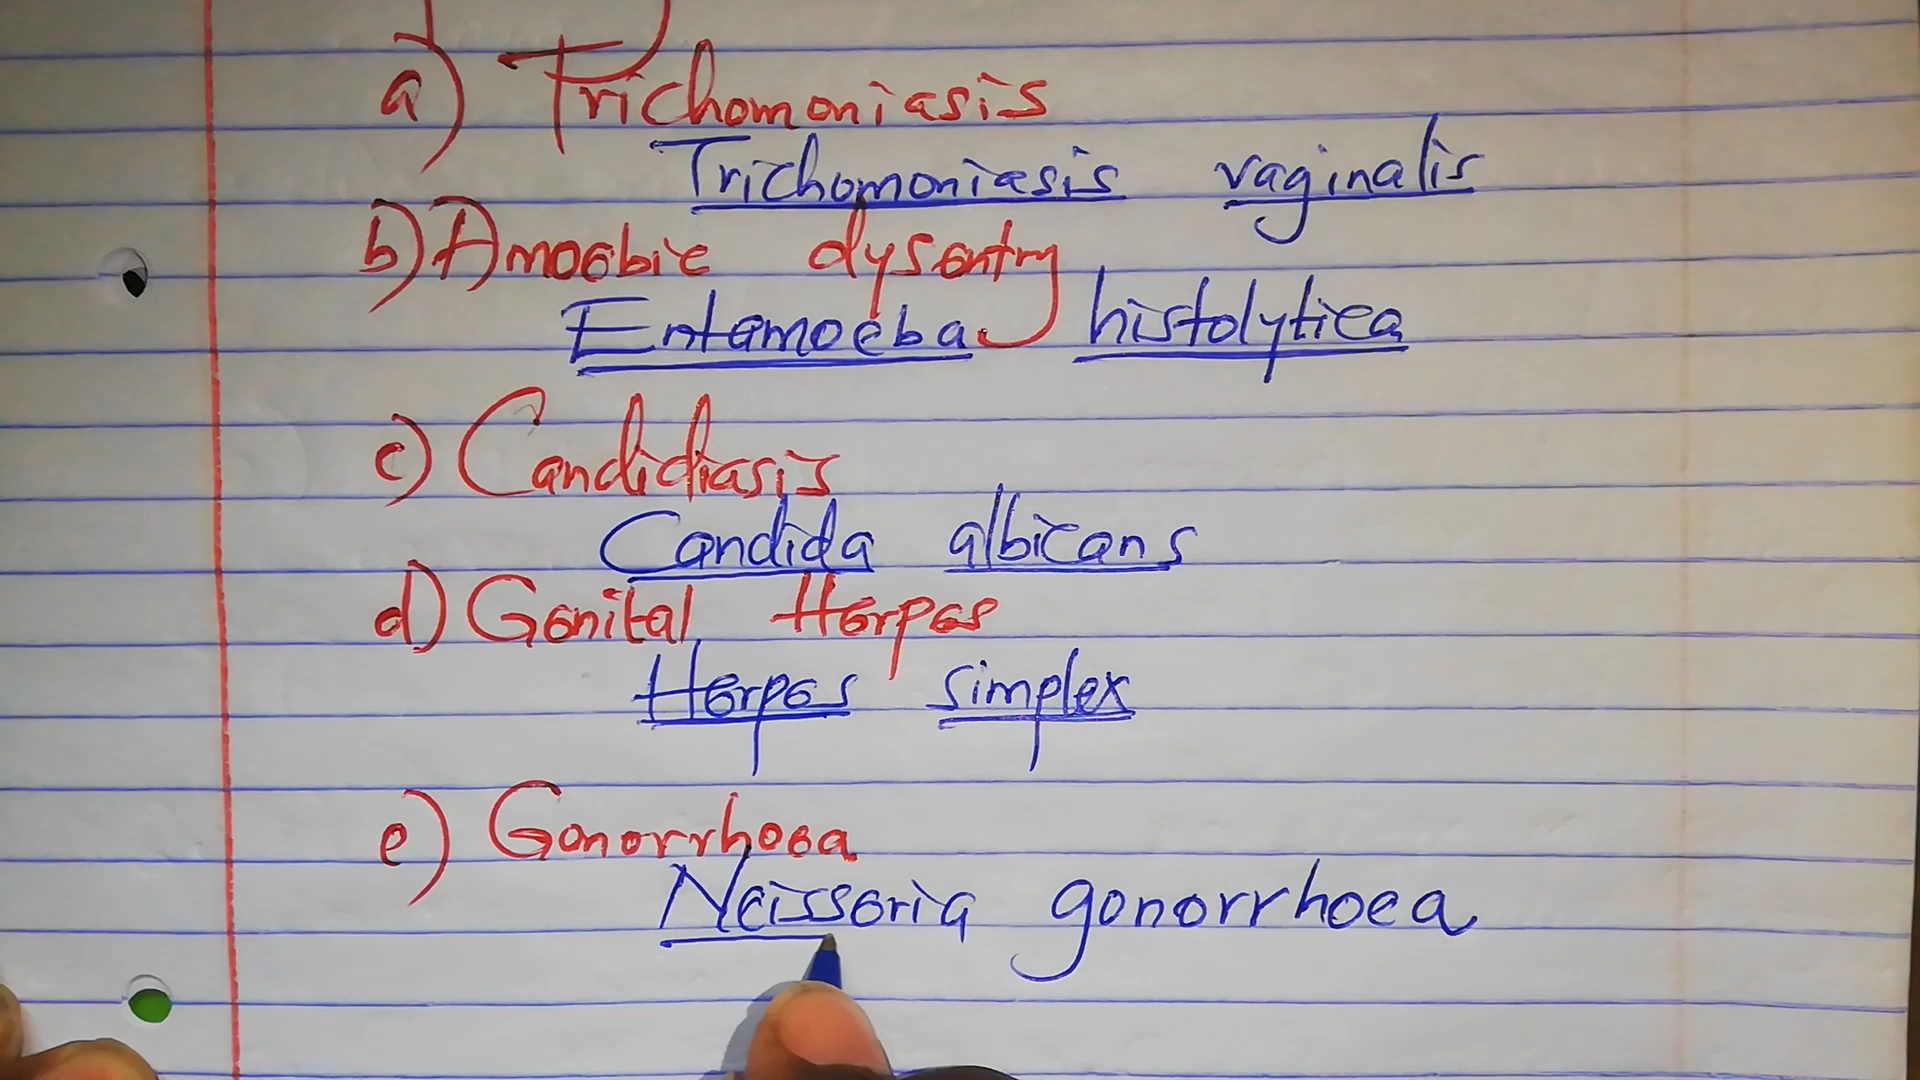 a) Trichomoniasis
Trichomoniasis vaginalis
b) Amoebic dysentry
Entamoeba histolytica
c) Candidiasis
Candida albicans
d) Genital Herpes
Herpes simplex
e) Gonorrhoea
Neisseria gonorrhoea